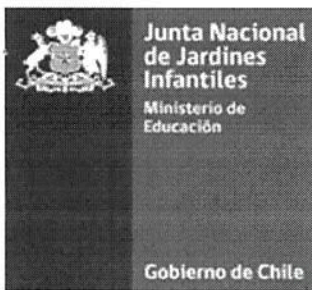 Junta Nacional
de Jardines
Infantiles
Ministerio de
Educación
Gobierno de Chile